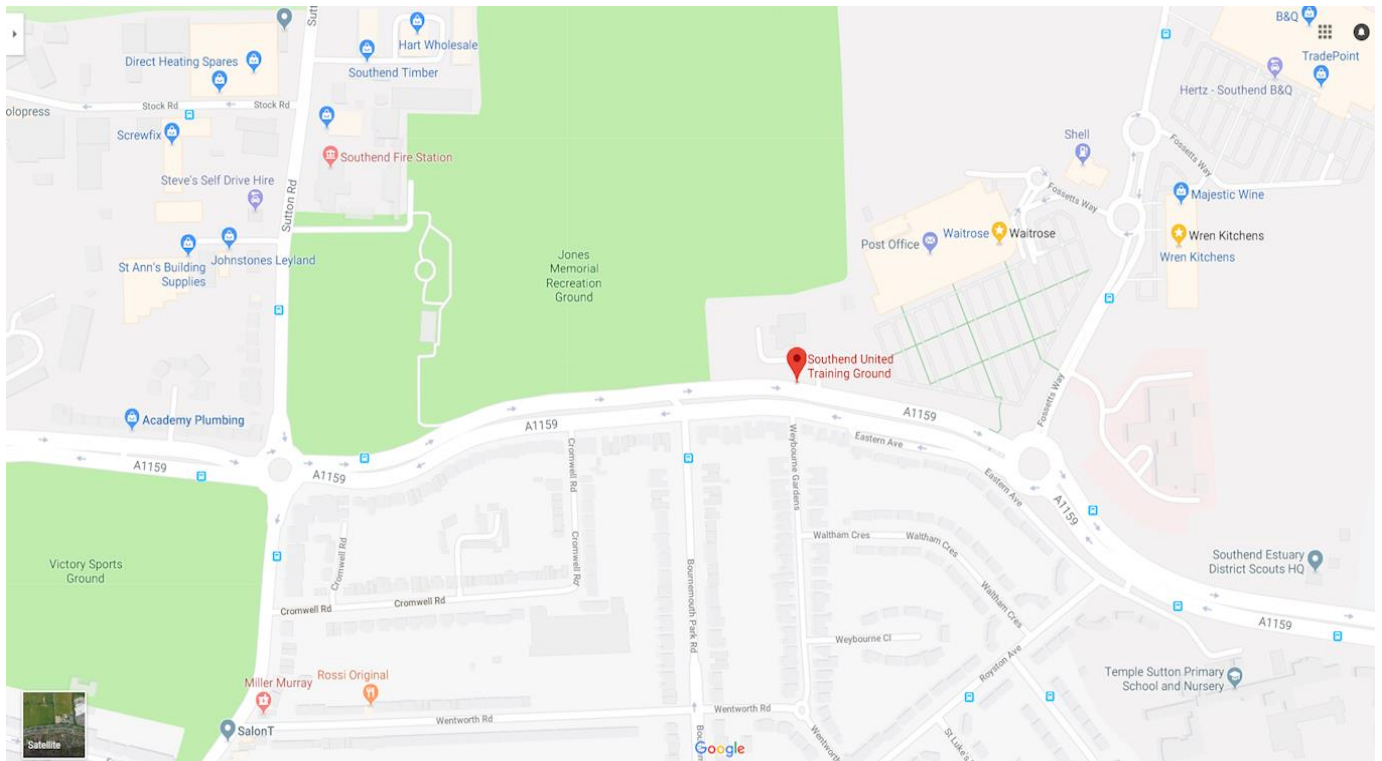 Sutt
B&Q
Hart Wholesale
Direct Heating Spares
Southend Timber
TradePoint
Hertz - Southend B&Q
olopress
Stock Rd
Stock Rd
Screwfix
Shell
Southend Fire Station
Fossetts Way
Steve's Self Drive Hire
Sutton Rd
Fossetts Way
Majestic Wine
Waitrose
Waitrose
Post Office
Wren Kitchens
Wren Kitchens
Johnstones Leyland
St Ann's Building
Supplies
Jones
Memorial
Recreation
Ground
Southend United
Training Ground
Fossetts Way
Academy Plumbing
A1159
A1159
Eastern Ave
A1159
A1159
Cromwell Rd
Weybourne Gardens
Eastern Ave
A1159
Waltham Cres
Waltham Cres
Cromwell Rd
Cromwell Rd
Southend Estuary
District Scouts HQ
Victory Sports
Ground
Bournemouth Park Rd
Waltham Cres
Cromwell Rd
Cromwell Rd
A1159
Weybourne Cl
Royston Ave
Temple Sutton Primary
School and Nursery
Rossi Original
Miller Murray
Wentworth Rd
Wentworth Rd
SalonT
Wentworth
Bou
St Luke's
Satellite
Google